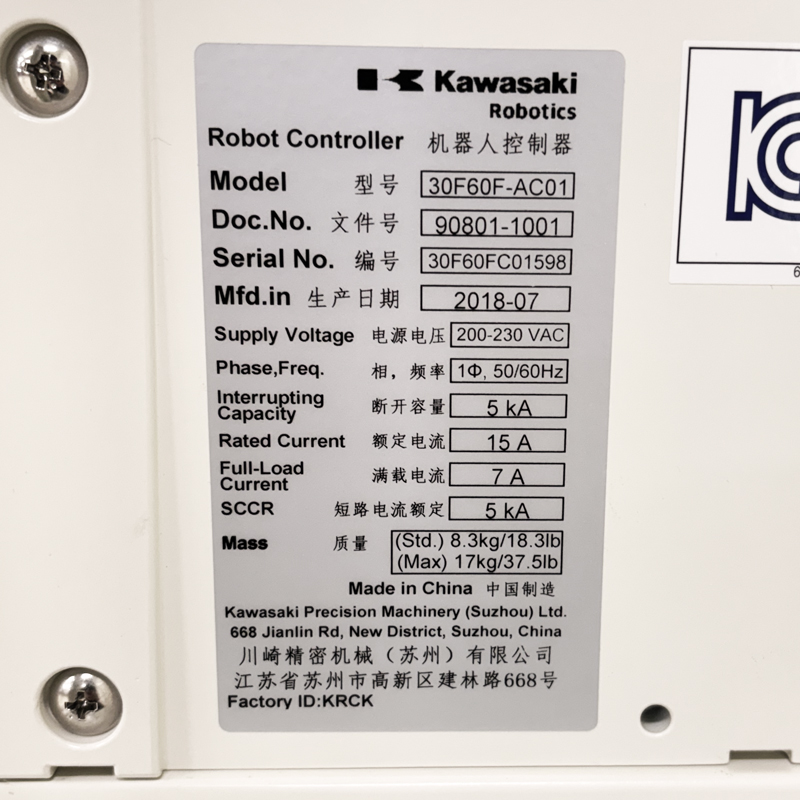 Kawasaki
Robotics
Robot Controller 机器人控制器
Model 型号 30F60F-AC01
Doc.No. 文件号 90801-1001
Serial No. 编号 30F60FC01598
Mfd.in 生产日期 2018-07
Supply Voltage 电源电压 200-230 VAC
Phase,Freq. 相，频率 1Φ, 50/60Hz
Interrupting
Capacity 断开容量 5 kA
Rated Current 额定电流 15 A
Full-Load
Current 满载电流 7 A
SCCR 短路电流额定 5 kA
Mass 质量 (Std.) 8.3kg/18.3lb
(Max) 17kg/37.5lb
Made in China 中国制造
Kawasaki Precision Machinery (Suzhou) Ltd.
668 Jianlin Rd, New District, Suzhou, China
川崎精密机械（苏州）有限公司
江苏省苏州市高新区建林路668号
Factory ID:KRCK
6